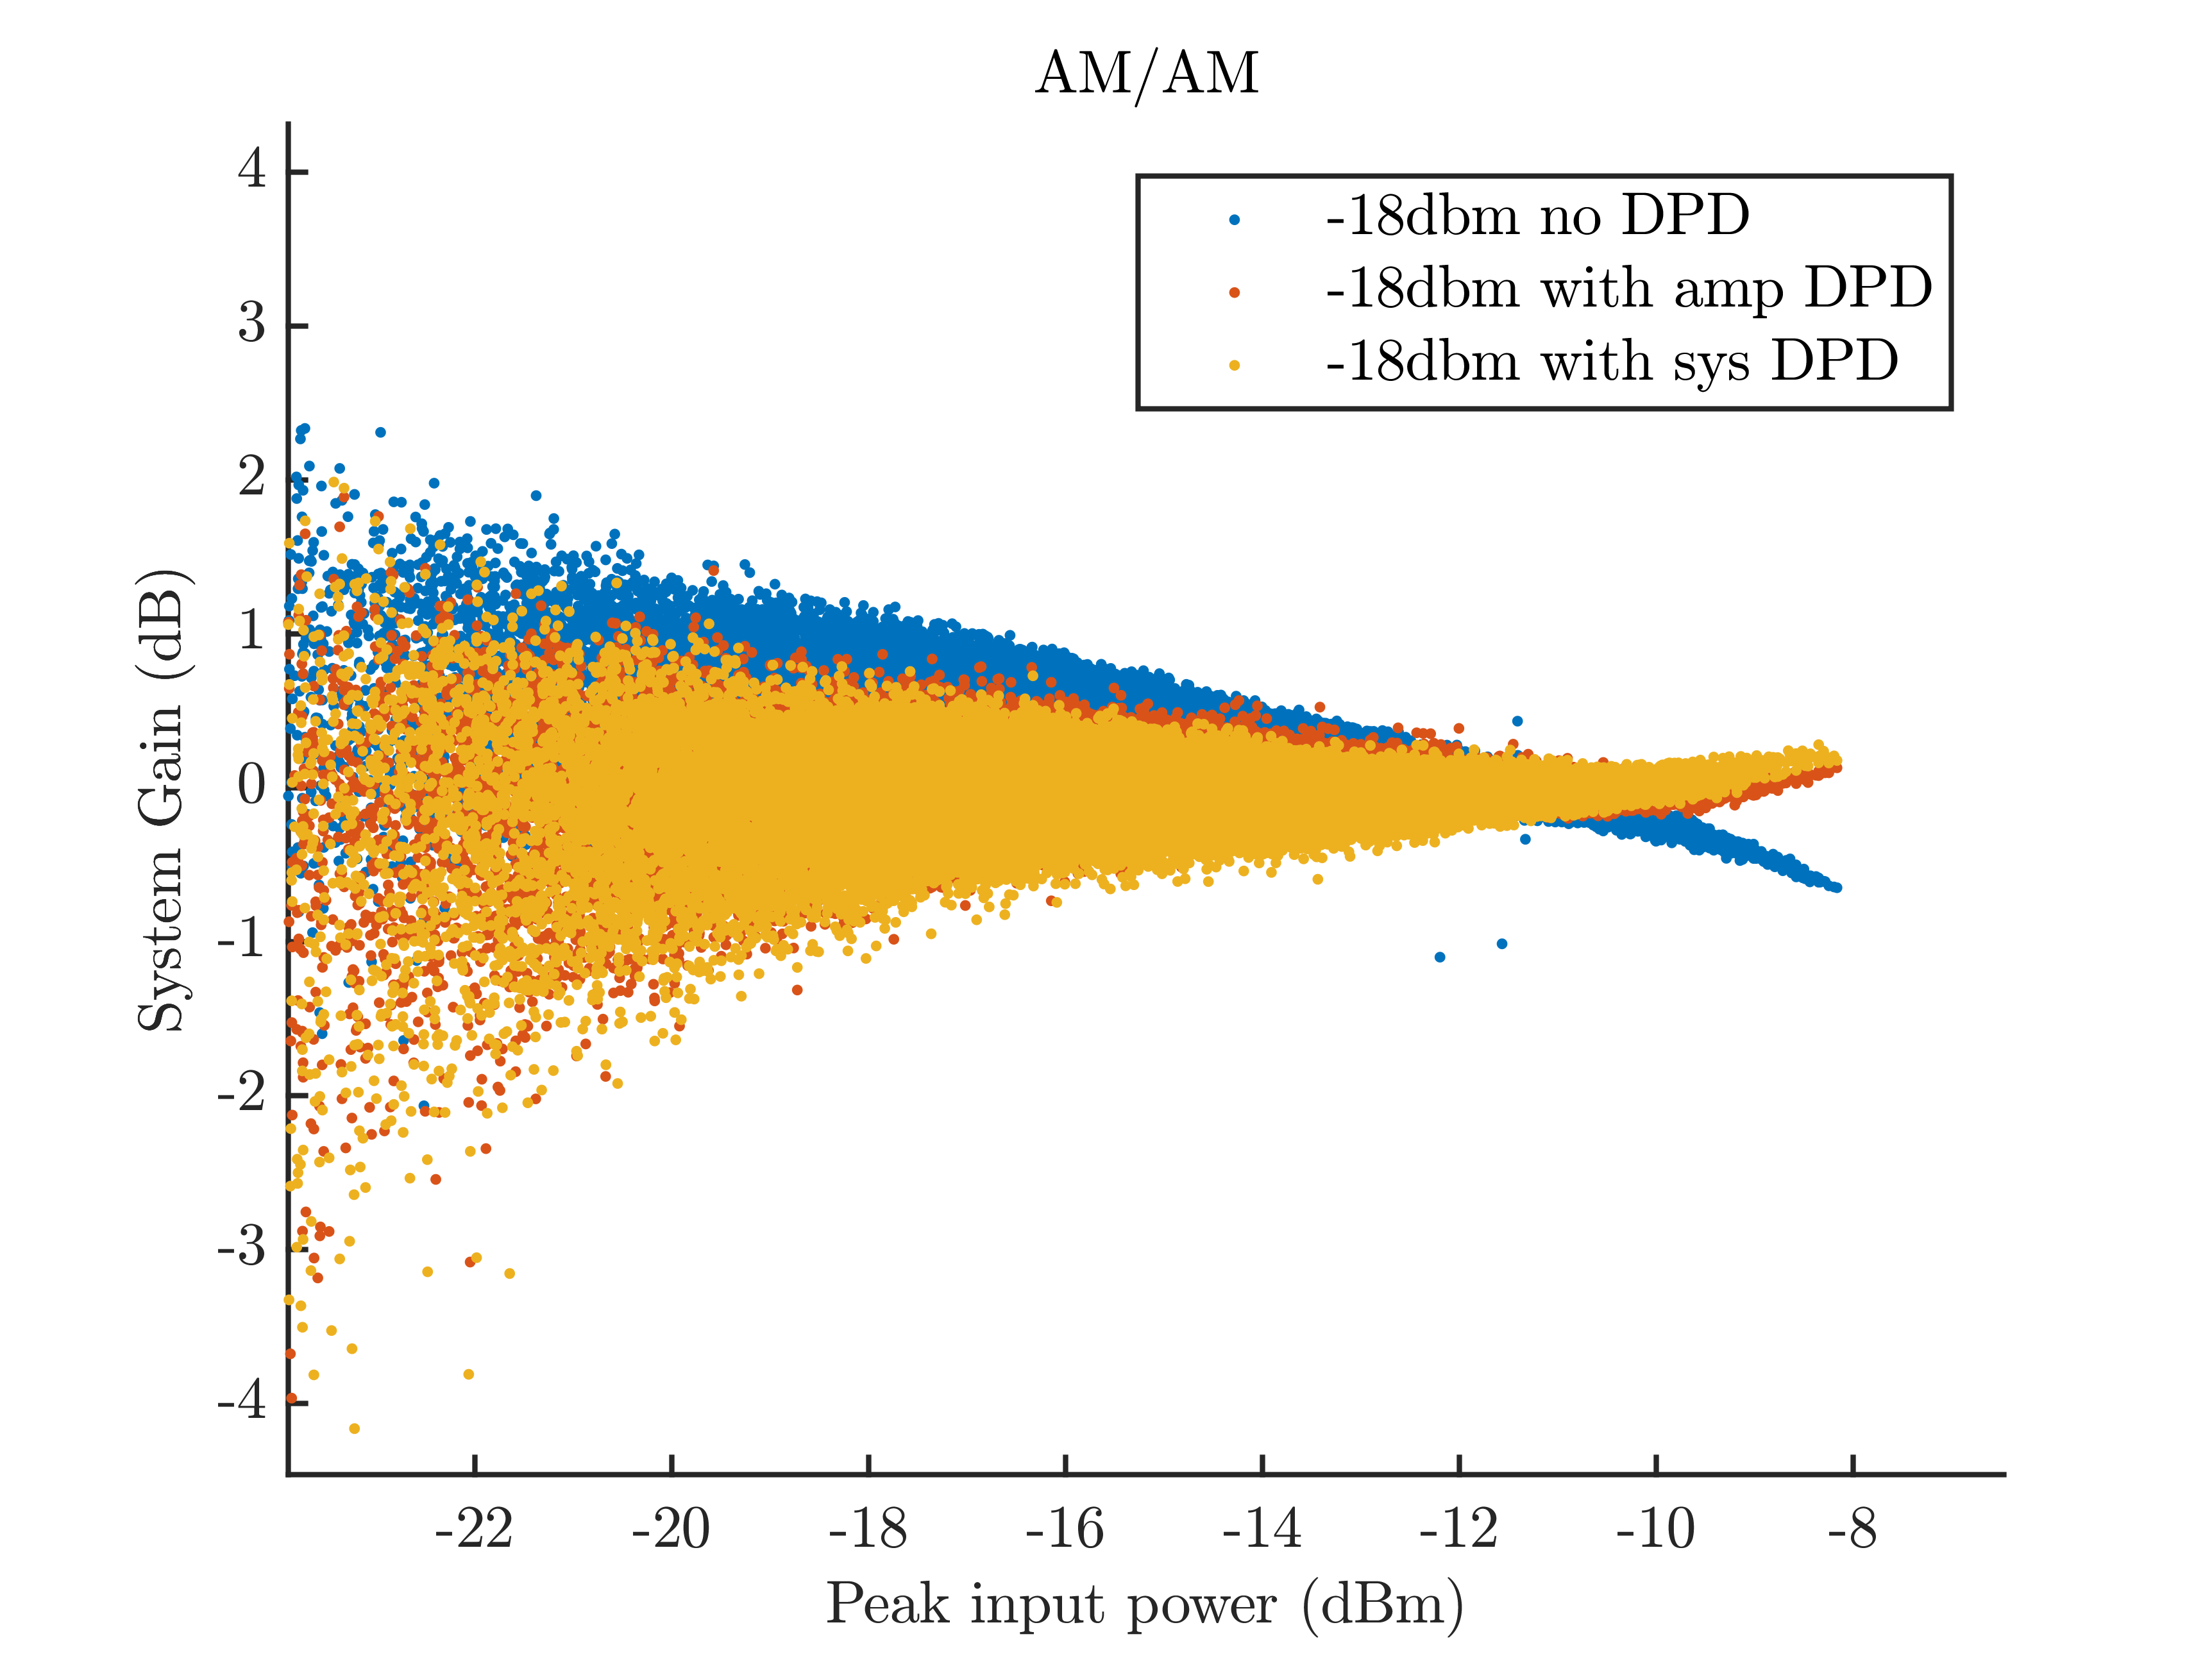 AM/AM
-18dbm no DPD
-18dbm with amp DPD
-18dbm with sys DPD
System Gain (dB)
4
3
2
1
0
-1
-2
-3
-4
-22 -20 -18 -16 -14 -12 -10 -8
Peak input power (dBm)